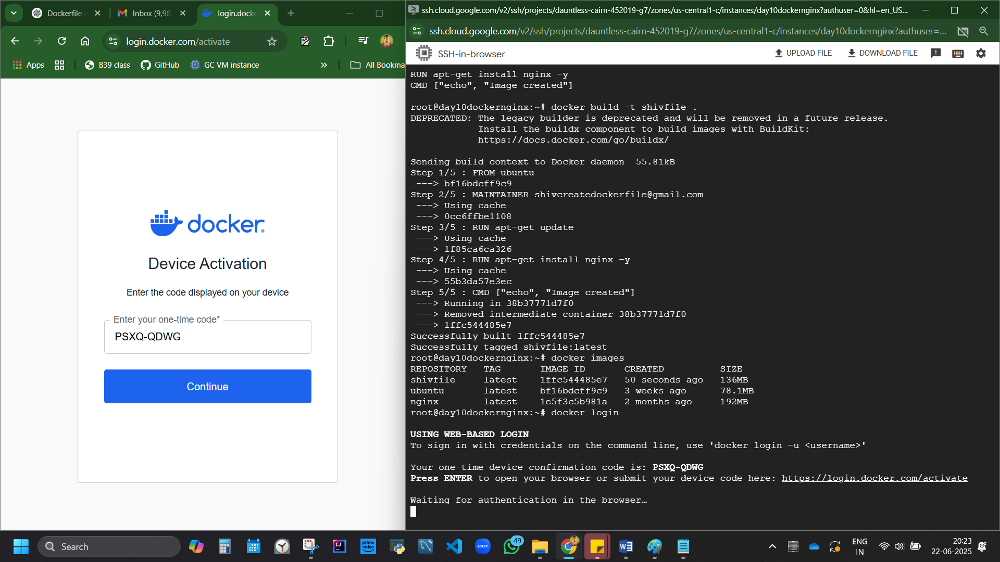 Dockerfile
Inbox (9,98
login.docke
login.docker.com/activate
Apps
B39 class
GitHub
GC VM instance
All Bookma
docker
Device Activation
Enter the code displayed on your device
Enter your one-time code*
PSXQ-QDWG
Continue
ssh.cloud.google.com/v2/ssh/projects/dauntless-cairn-452019-g7/zones/us-central1-c/instances/day10dockernginx?authuser=0&hl=en_US...
ssh.cloud.google.com/v2/ssh/projects/dauntless-cairn-452019-g7/zones/us-central1-c/instances/day10dockernginx?authuser=...
SSH-in-browser
UPLOAD FILE
DOWNLOAD FILE
RUN apt-get install nginx -y
CMD ["echo", "Image created"]
root@day10dockernginx:~# docker build -t shivfile .
DEPRECATED: The legacy builder is deprecated and will be removed in a future release.
Install the buildx component to build images with BuildKit:
https://docs.docker.com/go/buildx/
Sending build context to Docker daemon  55.81kB
Step 1/5 : FROM ubuntu
---> bf16bdcff9c9
Step 2/5 : MAINTAINER shivcreatedockerfile@gmail.com
---> Using cache
---> 0cc6ffbe1108
Step 3/5 : RUN apt-get update
---> Using cache
---> 1f85ca6ca326
Step 4/5 : RUN apt-get install nginx -y
---> Using cache
---> 55b3da57e3ec
Step 5/5 : CMD ["echo", "Image created"]
---> Running in 38b37771d7f0
---> Removed intermediate container 38b37771d7f0
---> 1ffc544485e7
Successfully built 1ffc544485e7
Successfully tagged shivfile:latest
root@day10dockernginx:~# docker images
REPOSITORY   TAG       IMAGE ID       CREATED          SIZE
shivfile     latest    1ffc544485e7   50 seconds ago   136MB
ubuntu       latest    bf16bdcff9c9   3 weeks ago      78.1MB
nginx        latest    1e5f3c5b981a   2 months ago     192MB
root@day10dockernginx:~# docker login
USING WEB-BASED LOGIN
To sign in with credentials on the command line, use 'docker login -u <username>'
Your one-time device confirmation code is: PSXQ-QDWG
Press ENTER to open your browser or submit your device code here: https://login.docker.com/activate
Waiting for authentication in the browser…
Search
IJ
prime video
zoom
49
W
ENG
IN
20:23
22-06-2025